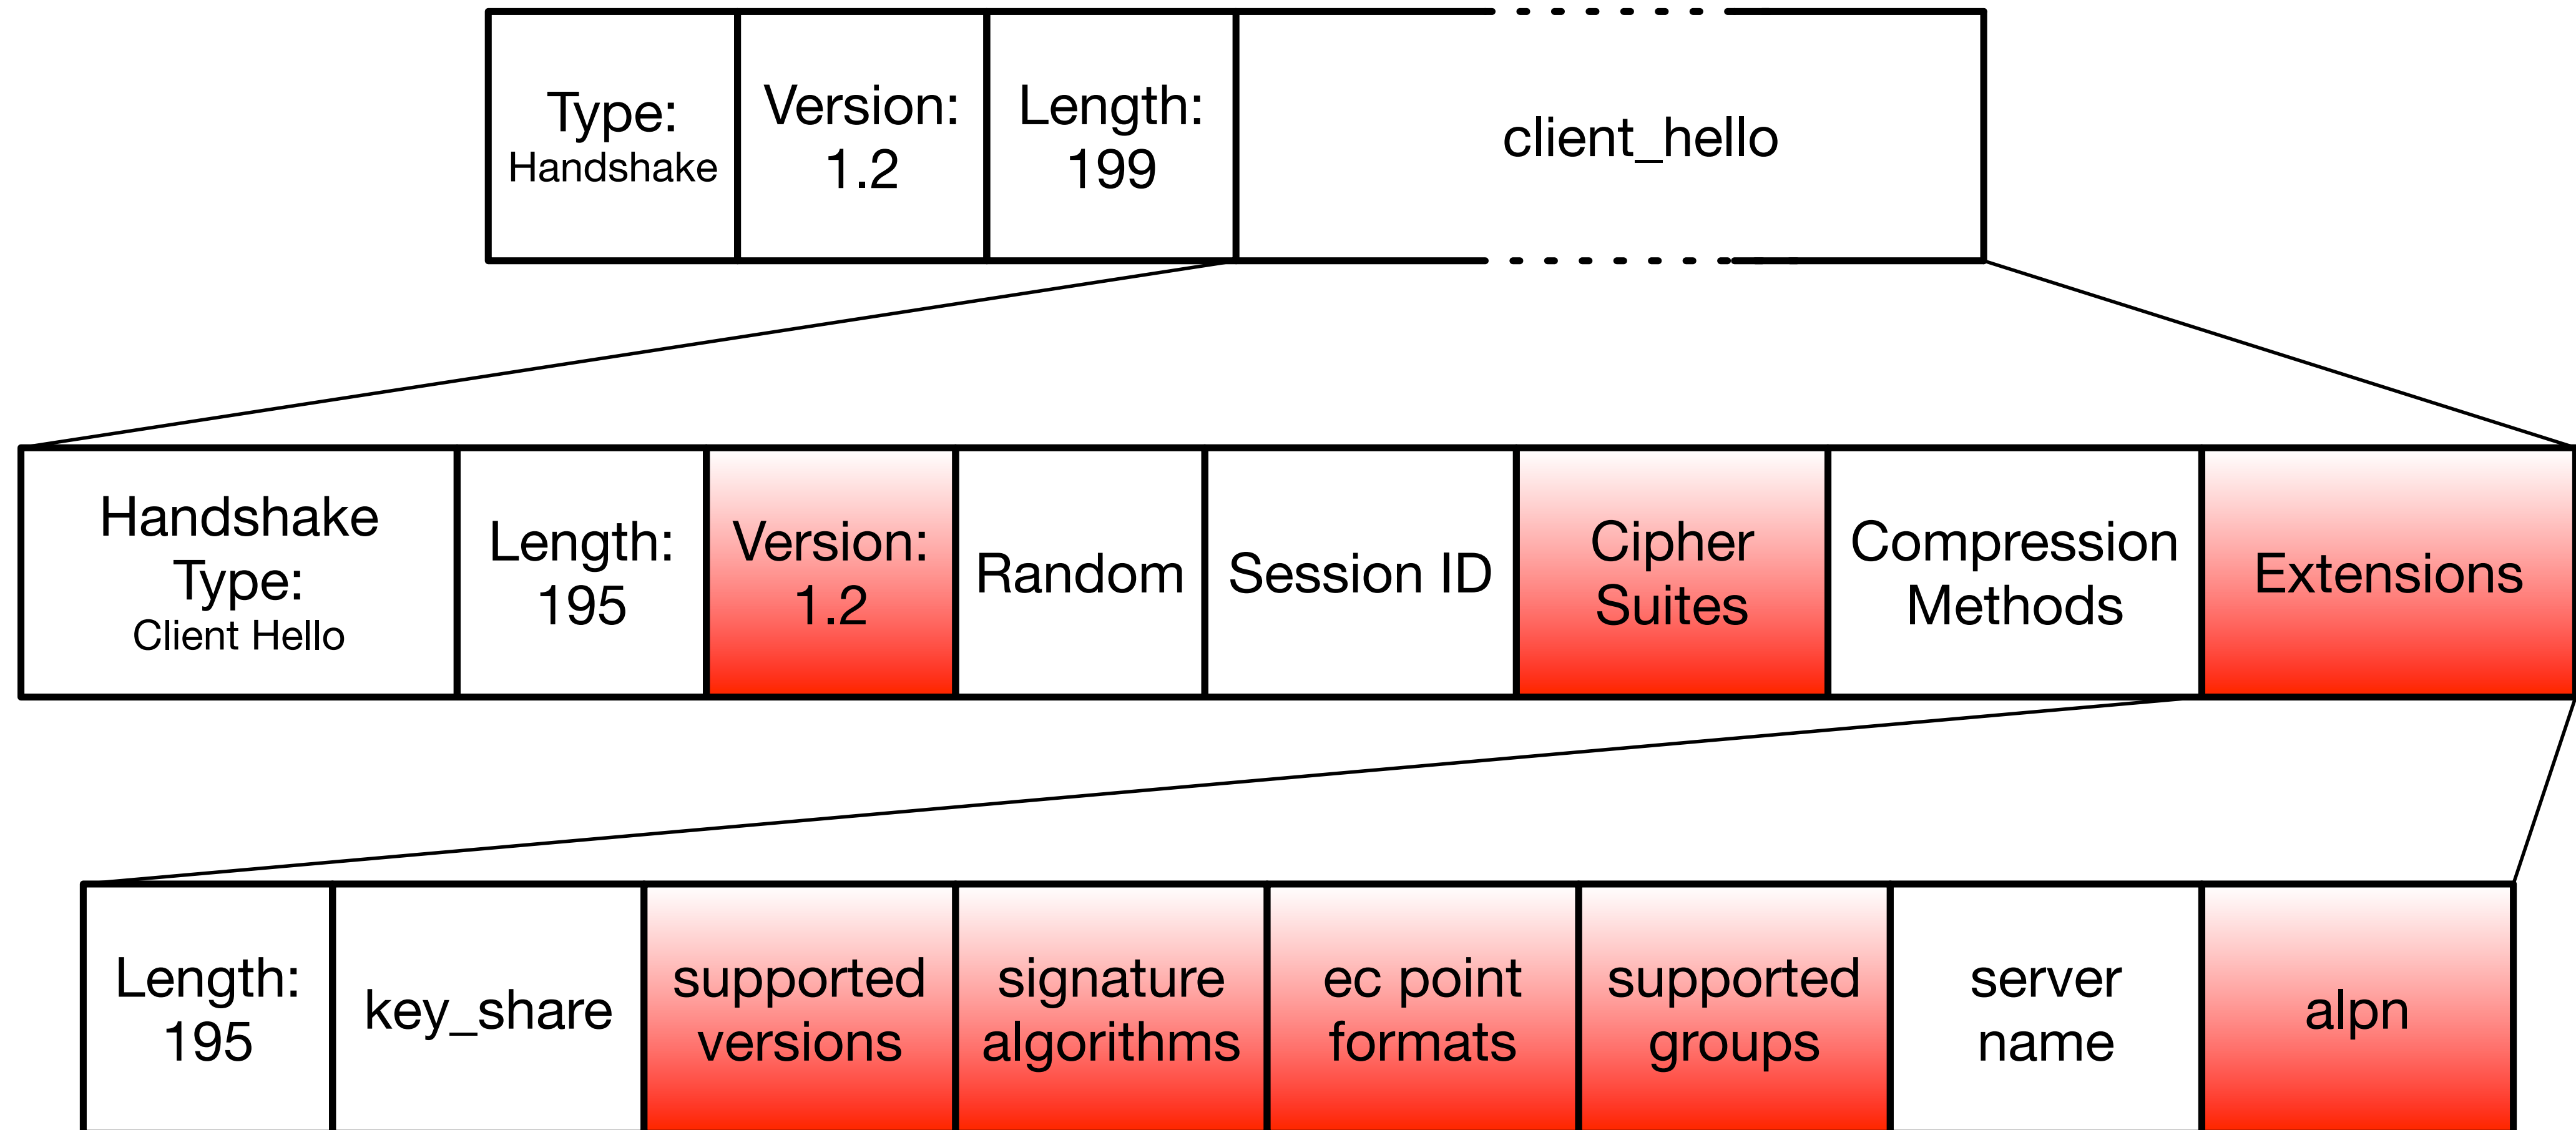 Type:
Handshake
Version:
1.2
Length:
199
client_hello
Handshake
Type:
Client Hello
Length:
195
Version:
1.2
Random
Session ID
Cipher
Suites
Compression
Methods
Extensions
Length:
195
key_share
supported
versions
signature
algorithms
ec point
formats
supported
groups
server
name
alpn